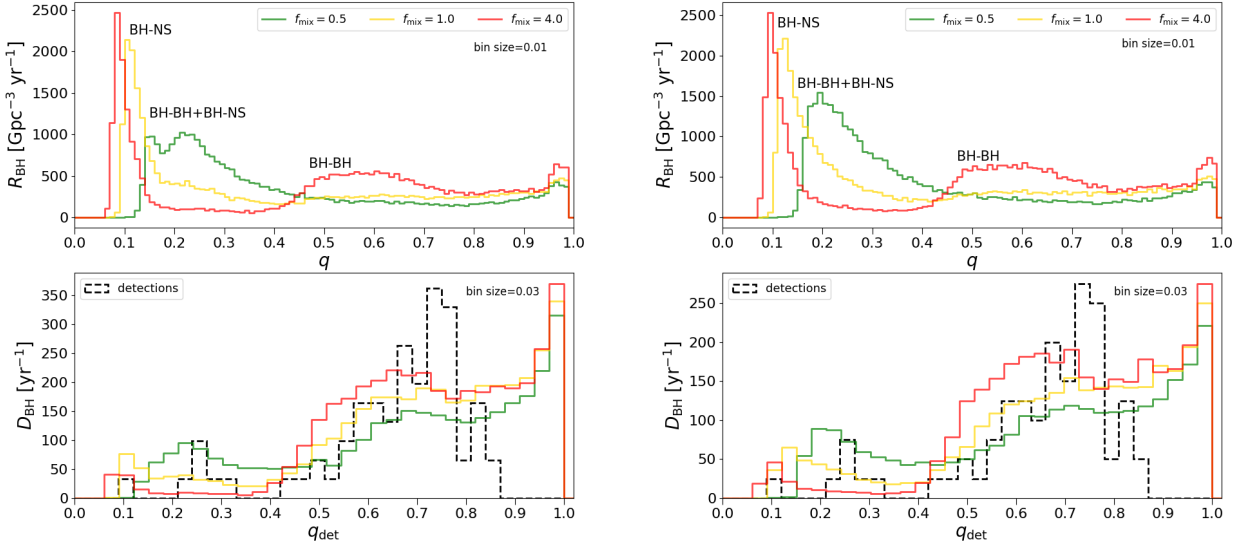 f_mix = 0.5 f_mix = 1.0 f_mix = 4.0
bin size=0.01
BH-NS
BH-BH+BH-NS
BH-BH
R_BH [Gpc⁻³ yr⁻¹]
2500
2000
1500
1000
500
0
0.0 0.1 0.2 0.3 0.4 0.5 0.6 0.7 0.8 0.9 1.0
q
f_mix = 0.5 f_mix = 1.0 f_mix = 4.0
bin size=0.01
BH-NS
BH-BH+BH-NS
BH-BH
R_BH [Gpc⁻³ yr⁻¹]
2500
2000
1500
1000
500
0
0.0 0.1 0.2 0.3 0.4 0.5 0.6 0.7 0.8 0.9 1.0
q
detections
bin size=0.03
D_BH [yr⁻¹]
350
300
250
200
150
100
50
0
0.0 0.1 0.2 0.3 0.4 0.5 0.6 0.7 0.8 0.9 1.0
q_det
detections
bin size=0.03
D_BH [yr⁻¹]
250
200
150
100
50
0
0.0 0.1 0.2 0.3 0.4 0.5 0.6 0.7 0.8 0.9 1.0
q_det